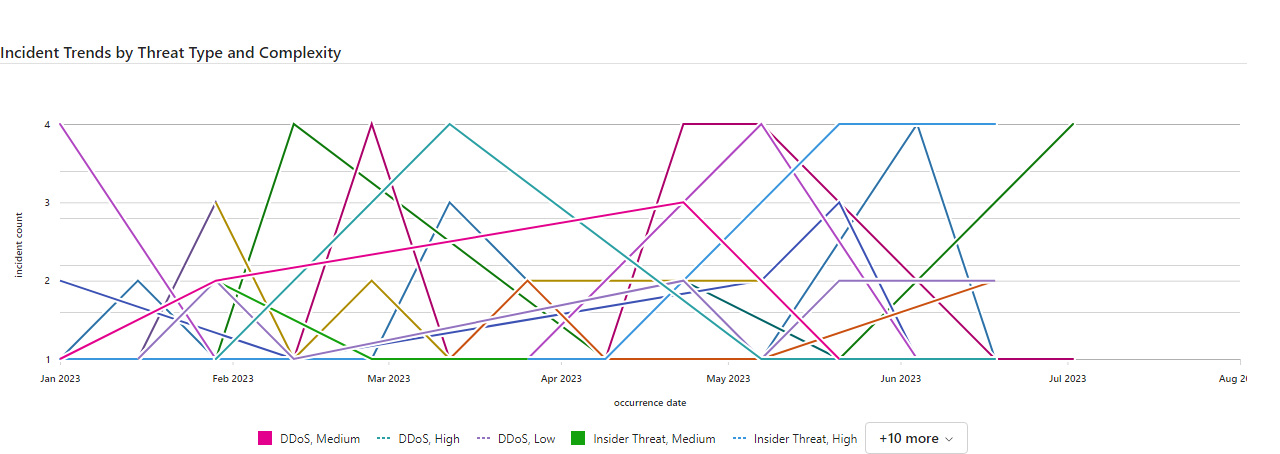 Incident Trends by Threat Type and Complexity
4
3
incident count
2
1
Jan 2023 Feb 2023 Mar 2023 Apr 2023 May 2023 Jun 2023 Jul 2023 Aug 20
occurrence date
DDoS, Medium DDoS, High DDoS, Low Insider Threat, Medium Insider Threat, High +10 more